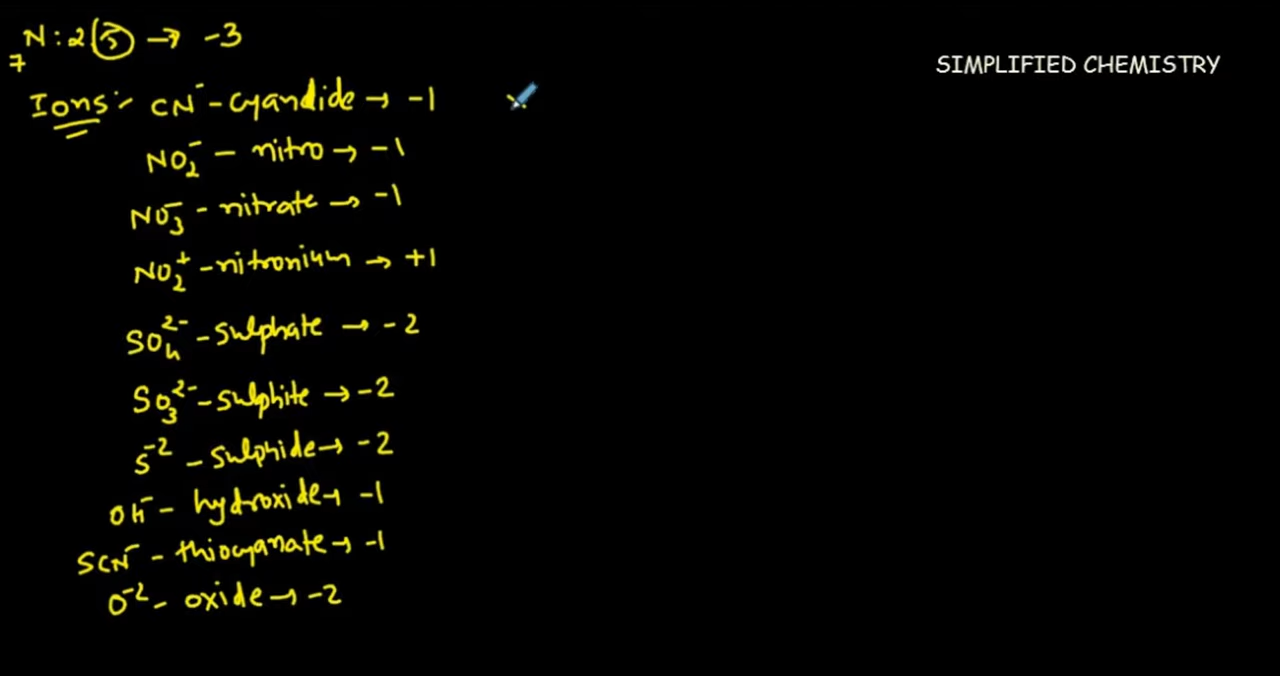 ₇N : 2(5) → -3
SIMPLIFIED CHEMISTRY
Ions :- CN⁻ - cyandide → -1
NO₂⁻ - nitro → -1
NO₃⁻ - nitrate → -1
NO₂⁺ - nitronium → +1
SO₄²⁻ - sulphate → -2
SO₃²⁻ - sulphite → -2
S⁻² - sulphide → -2
OH⁻ - hydroxide → -1
SCN⁻ - thiocyanate → -1
O⁻² - oxide → -2